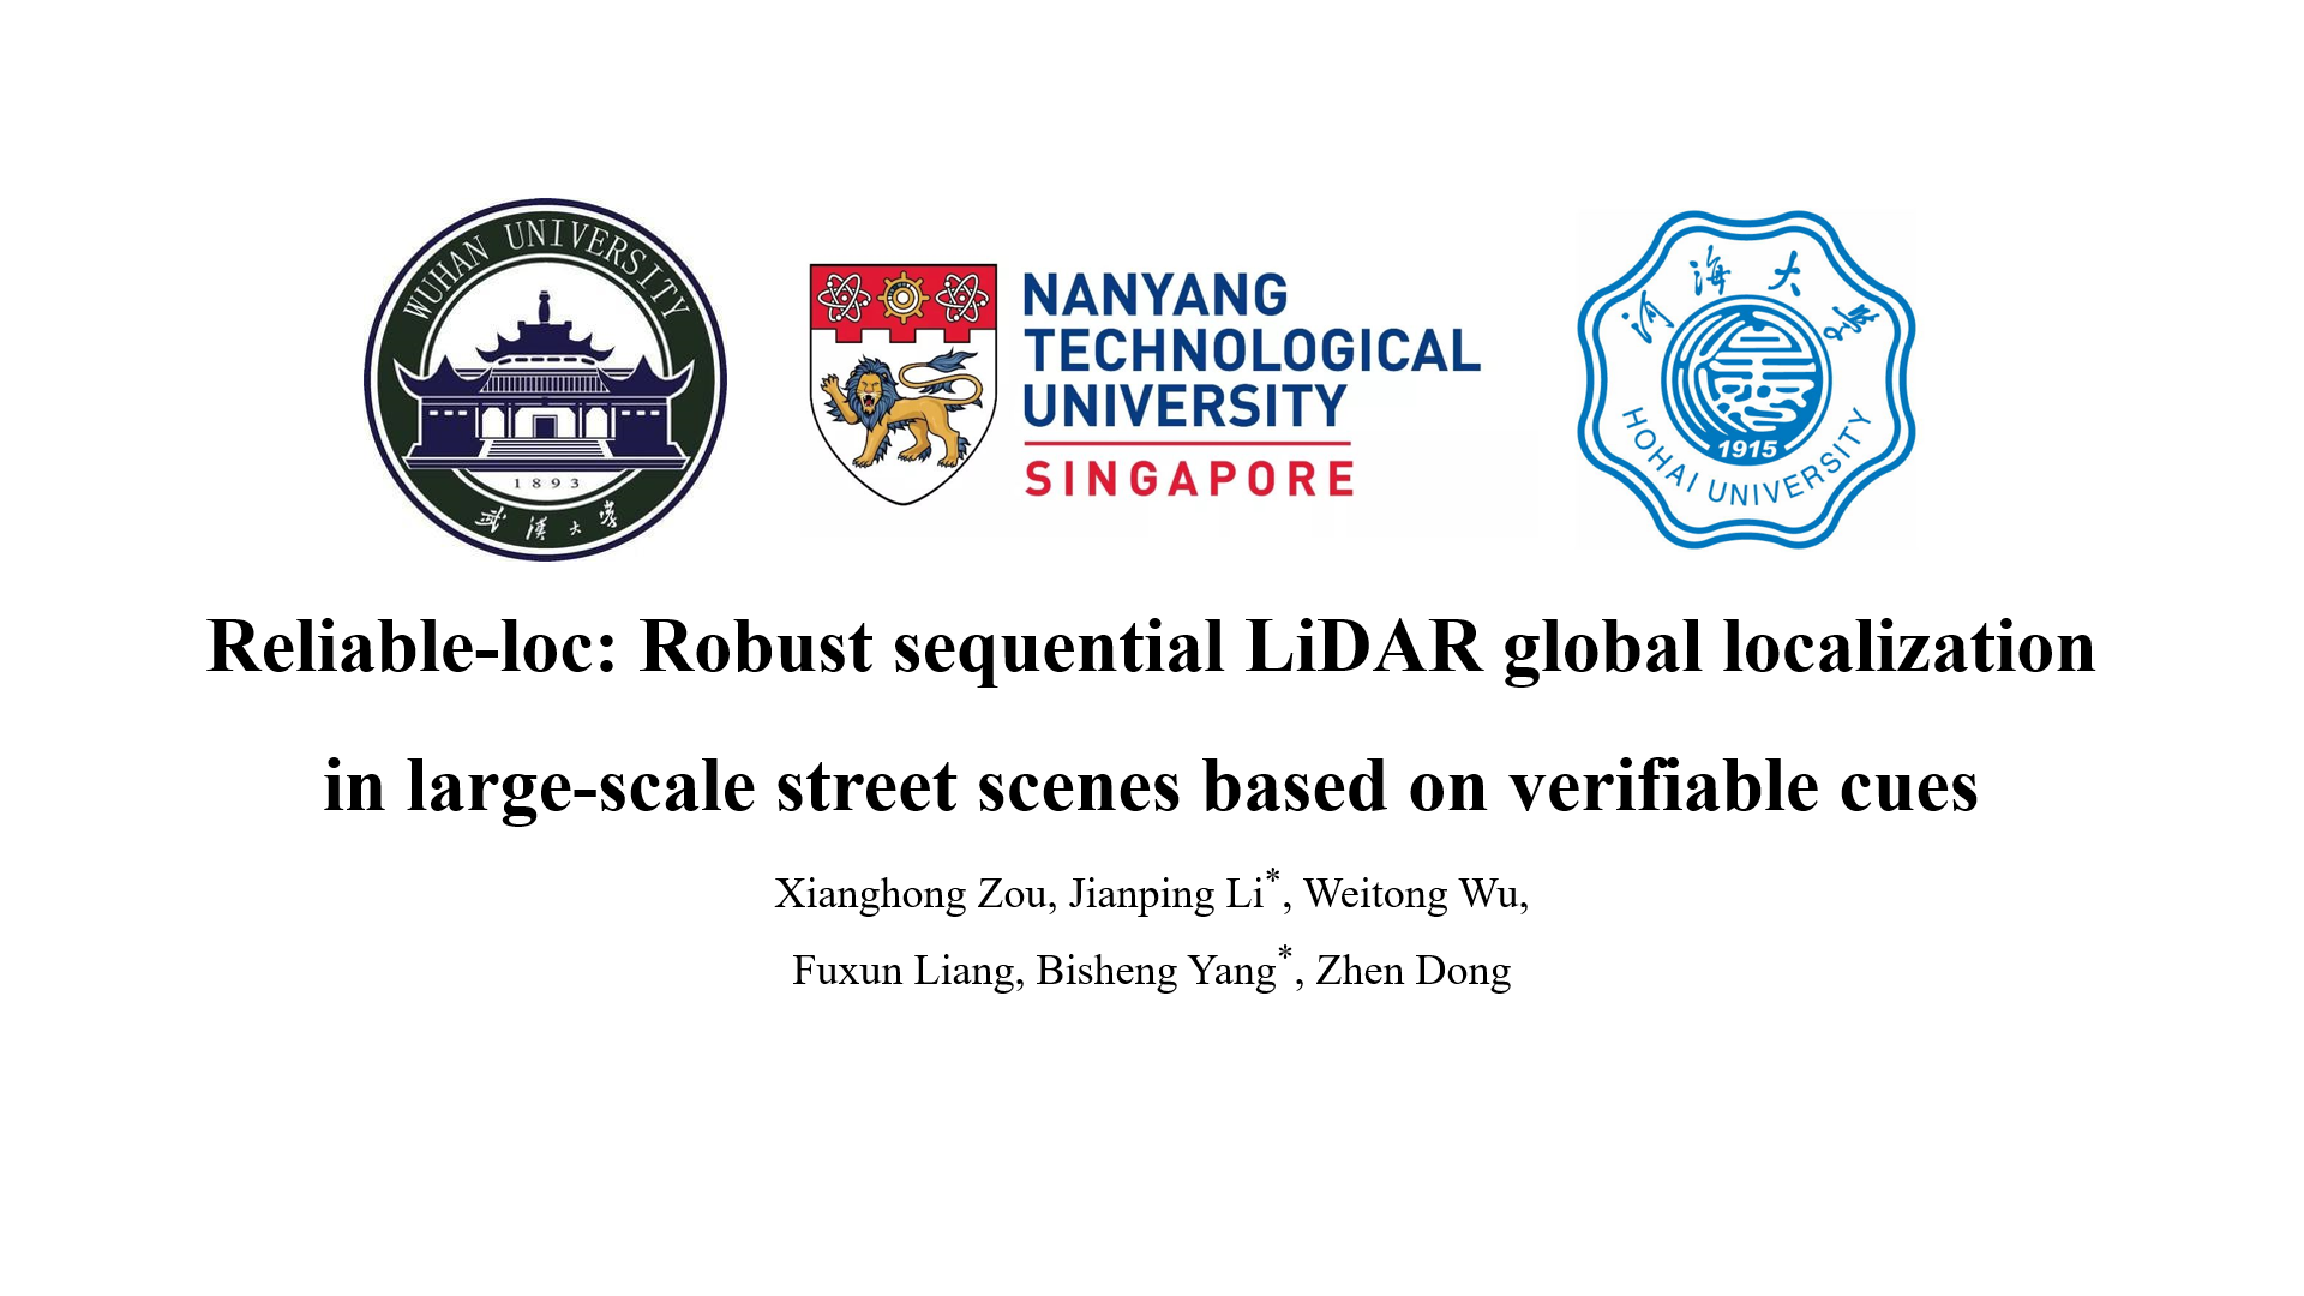 WUHAN UNIVERSITY
1893
武漢大學
NANYANG
TECHNOLOGICAL
UNIVERSITY
SINGAPORE
河海大學
1915
HOHAI UNIVERSITY
Reliable-loc: Robust sequential LiDAR global localization
in large-scale street scenes based on verifiable cues
Xianghong Zou, Jianping Li*, Weitong Wu,
Fuxun Liang, Bisheng Yang*, Zhen Dong